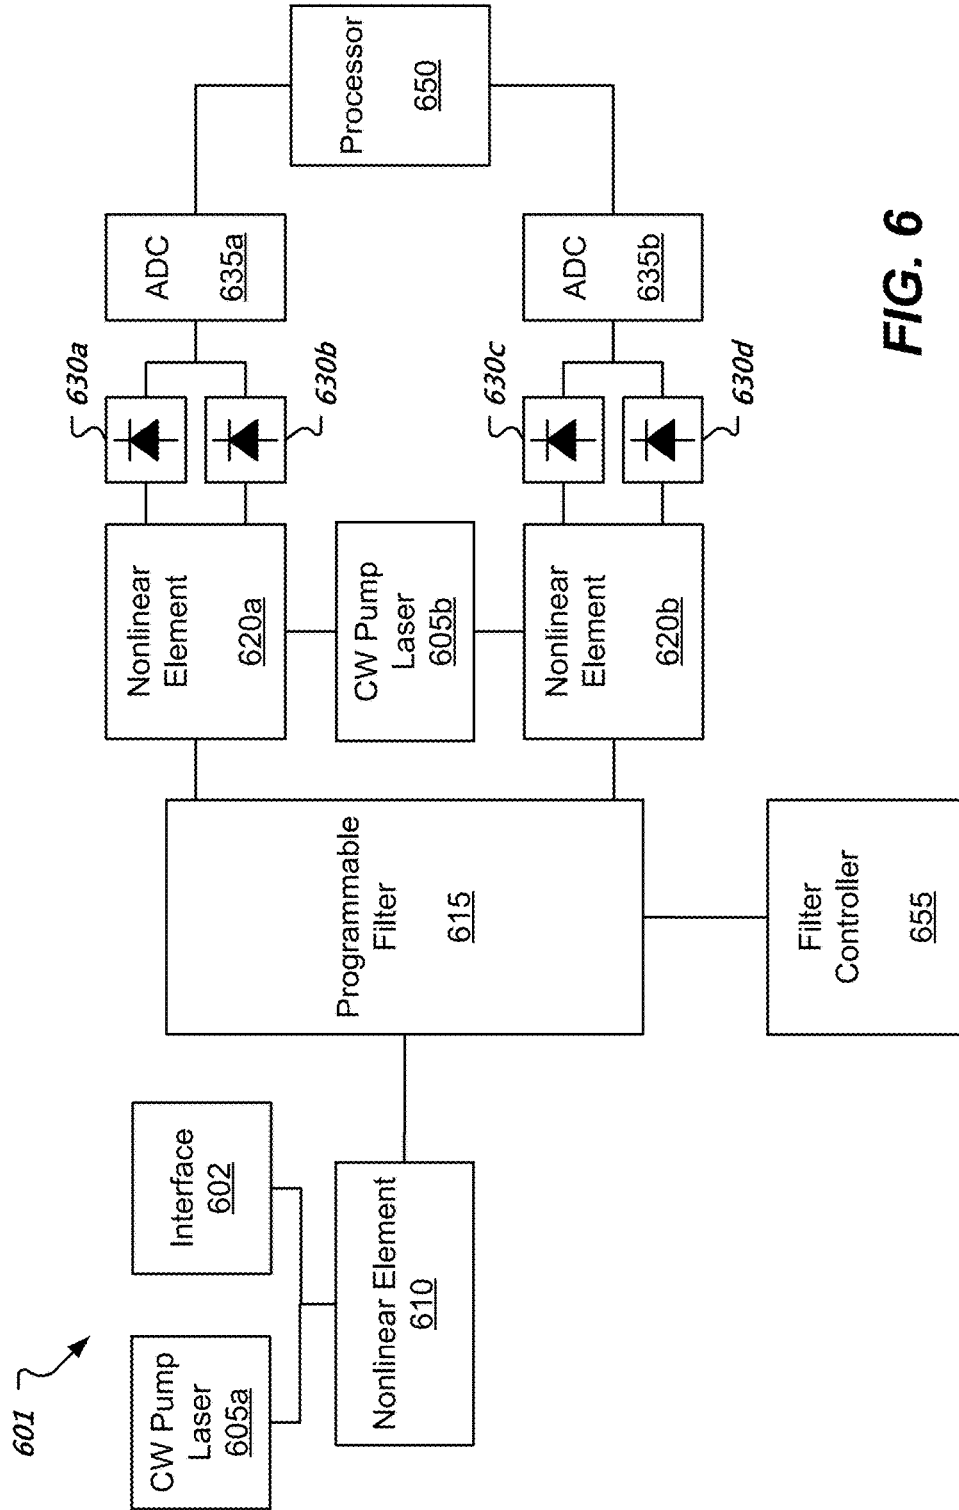 601
CW Pump
Laser
605a
Interface
602
Nonlinear Element
610
Programmable
Filter
615
Filter
Controller
655
Nonlinear
Element
620a
CW Pump
Laser
605b
Nonlinear
Element
620b
630a
630b
630c
630d
ADC
635a
ADC
635b
Processor
650
FIG. 6